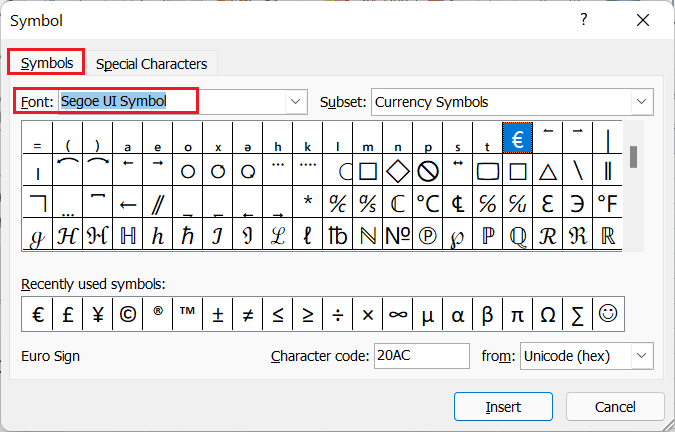 Symbol ? ×
Symbols Special Characters
Font: Segoe UI Symbol Subset: Currency Symbols
₌ ₍ ₎ ₐ ₑ ₒ ₓ ₔ ₕ ₖ ₗ ₘ ₙ ₚ ₛ ₜ €
* ℀ ℁ ℂ ℃ ℄ ℅ ℆ ℇ ℈ ℉
ℊ ℋ ℌ ℍ ℎ ℏ ℐ ℑ ℒ ℓ ℔ ℕ № ℗ ℘ ℙ ℚ ℛ ℜ ℝ
Recently used symbols:
€ £ ¥ © ® ™ ± ≠ ≤ ≥ ÷ × ∞ µ α β π Ω ∑ ☺
Euro Sign Character code: 20AC from: Unicode (hex)
Insert Cancel